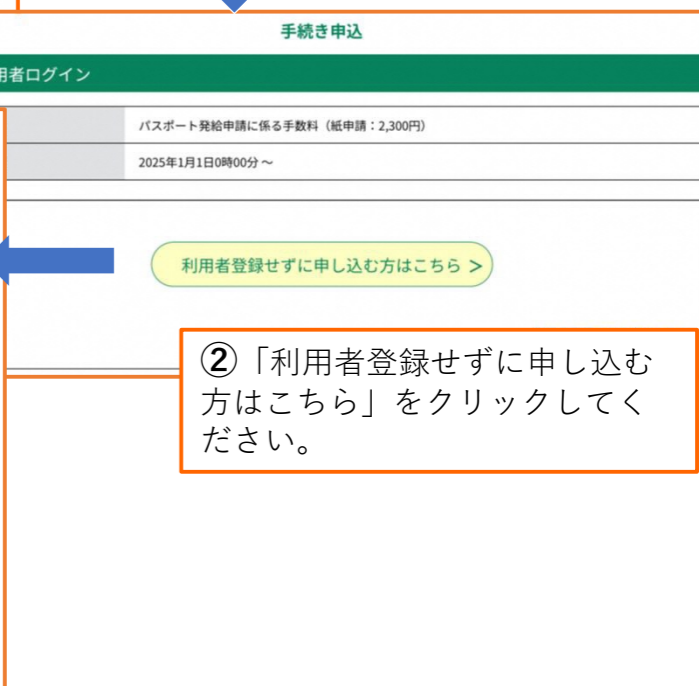 手続き申込
用者ログイン
パスポート発給申請に係る手数料（紙申請：2,300円）
2025年1月1日0時00分～
利用者登録せずに申し込む方はこちら >
②「利用者登録せずに申し込む
方はこちら」をクリックしてく
ださい。